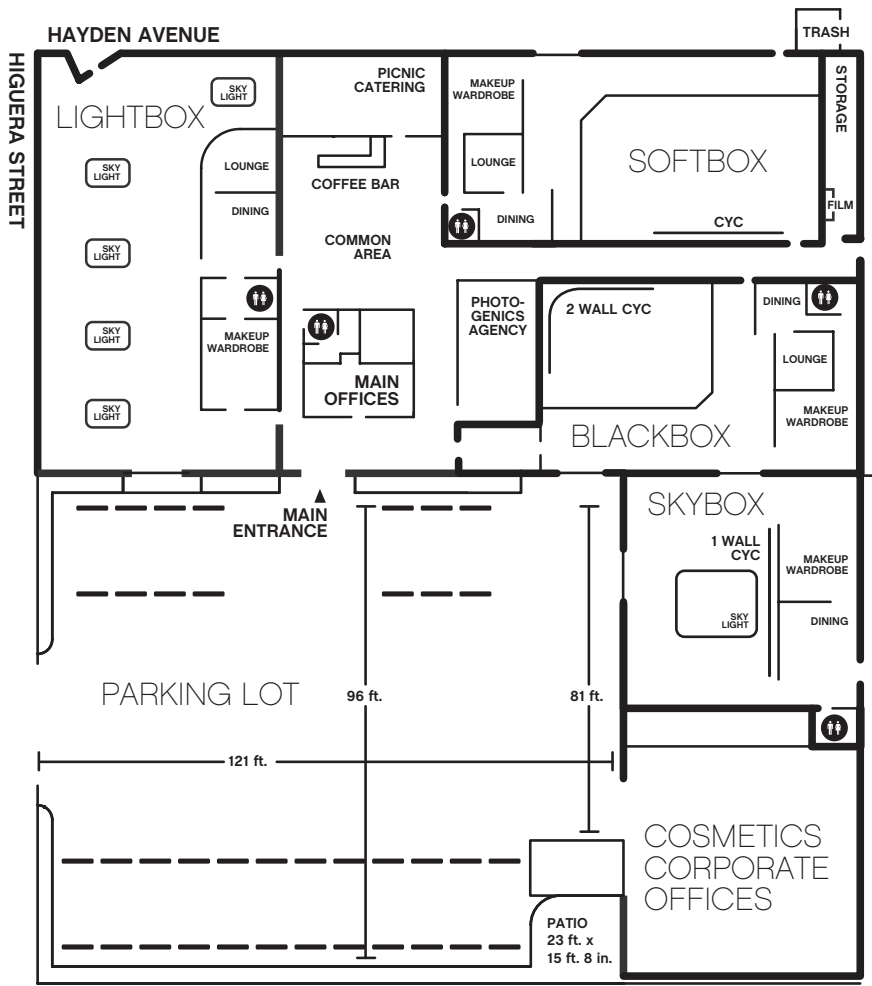 HAYDEN AVENUE
HIGUERA STREET
TRASH
STORAGE
FILM
LIGHTBOX
SKY
LIGHT
SKY
LIGHT
SKY
LIGHT
SKY
LIGHT
SKY
LIGHT
LOUNGE
DINING
MAKEUP
WARDROBE
PICNIC
CATERING
COFFEE BAR
COMMON
AREA
MAIN
OFFICES
MAKEUP
WARDROBE
LOUNGE
DINING
SOFTBOX
CYC
PHOTO-
GENICS
AGENCY
2 WALL CYC
DINING
LOUNGE
MAKEUP
WARDROBE
BLACKBOX
MAIN
ENTRANCE
SKYBOX
1 WALL
CYC
MAKEUP
WARDROBE
SKY
LIGHT
DINING
PARKING LOT
96 ft.
81 ft.
121 ft.
COSMETICS
CORPORATE
OFFICES
PATIO
23 ft. x
15 ft. 8 in.